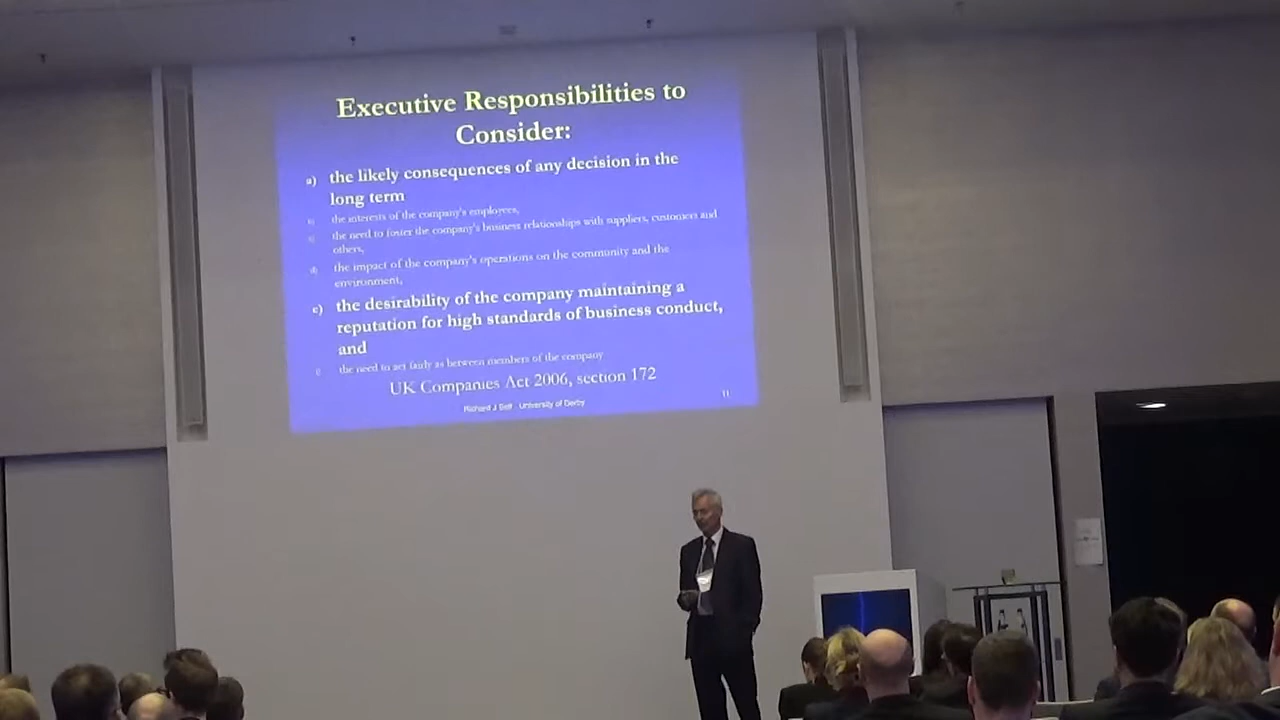 Executive Responsibilities to
Consider:
a) the likely consequences of any decision in the
long term
the interests of the company's employees,
the need to foster the company's business relationships with suppliers, customers and
others,
d) the impact of the company's operations on the community and the
environment,
e) the desirability of the company maintaining a
reputation for high standards of business conduct,
and
the need to act fairly as between members of the company
UK Companies Act 2006, section 172
Richard J Self - University of Derby
11